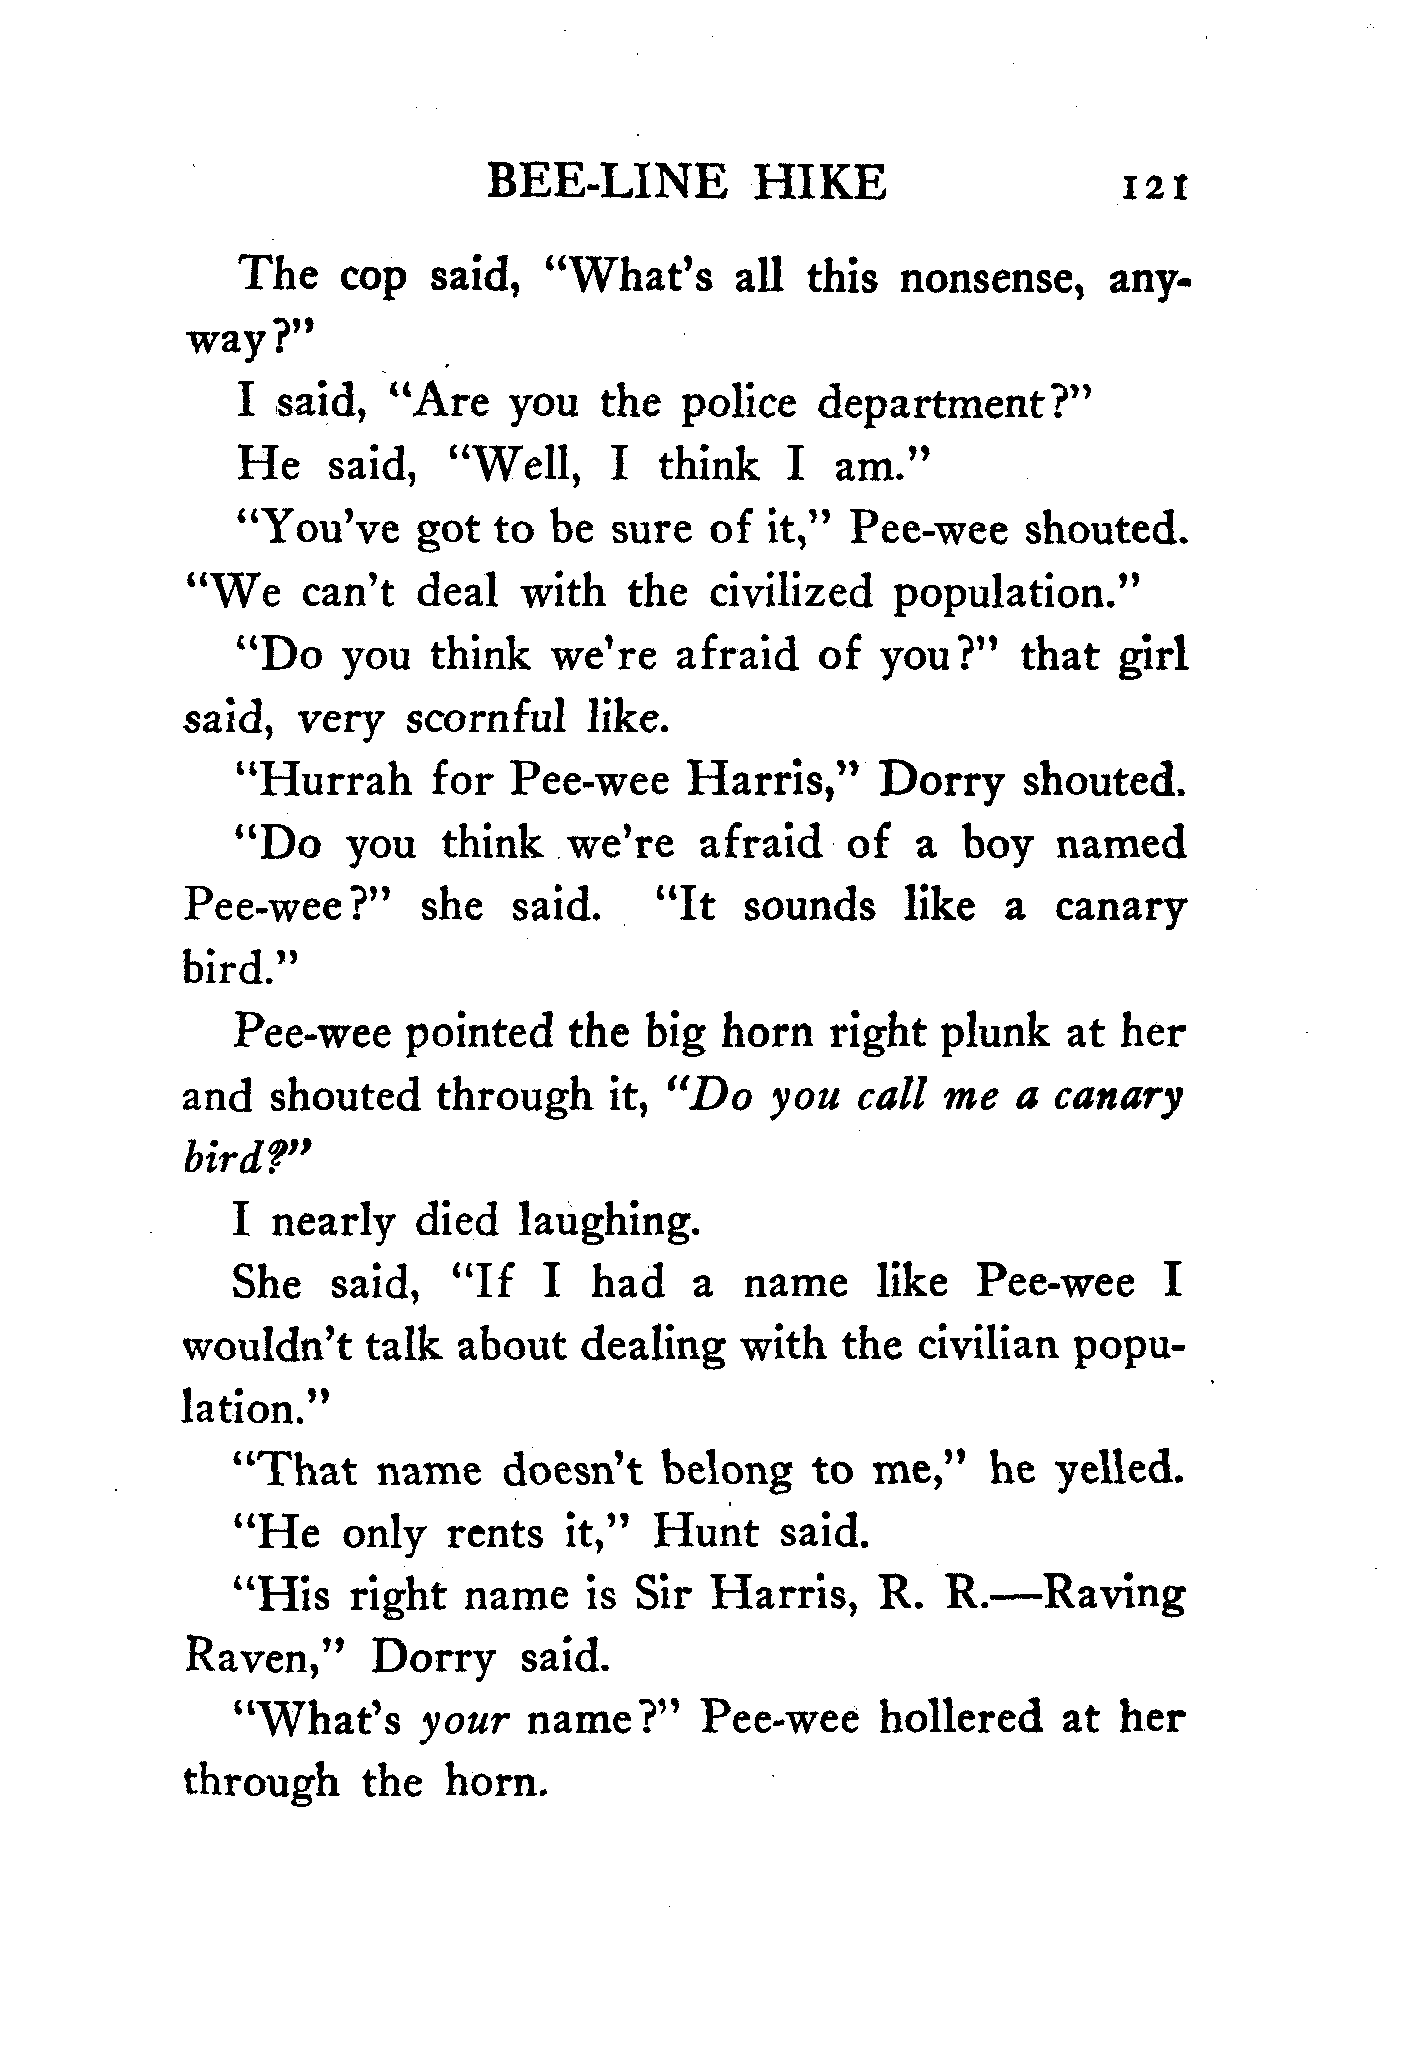 BEE-LINE HIKE 121
The cop said, "What's all this nonsense, any-
way?"
I said, "Are you the police department?"
He said, "Well, I think I am."
"You've got to be sure of it," Pee-wee shouted.
"We can't deal with the civilized population."
"Do you think we're afraid of you?" that girl
said, very scornful like.
"Hurrah for Pee-wee Harris," Dorry shouted.
"Do you think we're afraid of a boy named
Pee-wee?" she said. "It sounds like a canary
bird."
Pee-wee pointed the big horn right plunk at her
and shouted through it, "Do you call me a canary
bird?"
I nearly died laughing.
She said, "If I had a name like Pee-wee I
wouldn't talk about dealing with the civilian popu-
lation."
"That name doesn't belong to me," he yelled.
"He only rents it," Hunt said.
"His right name is Sir Harris, R. R.—Raving
Raven," Dorry said.
"What's your name?" Pee-wee hollered at her
through the horn.